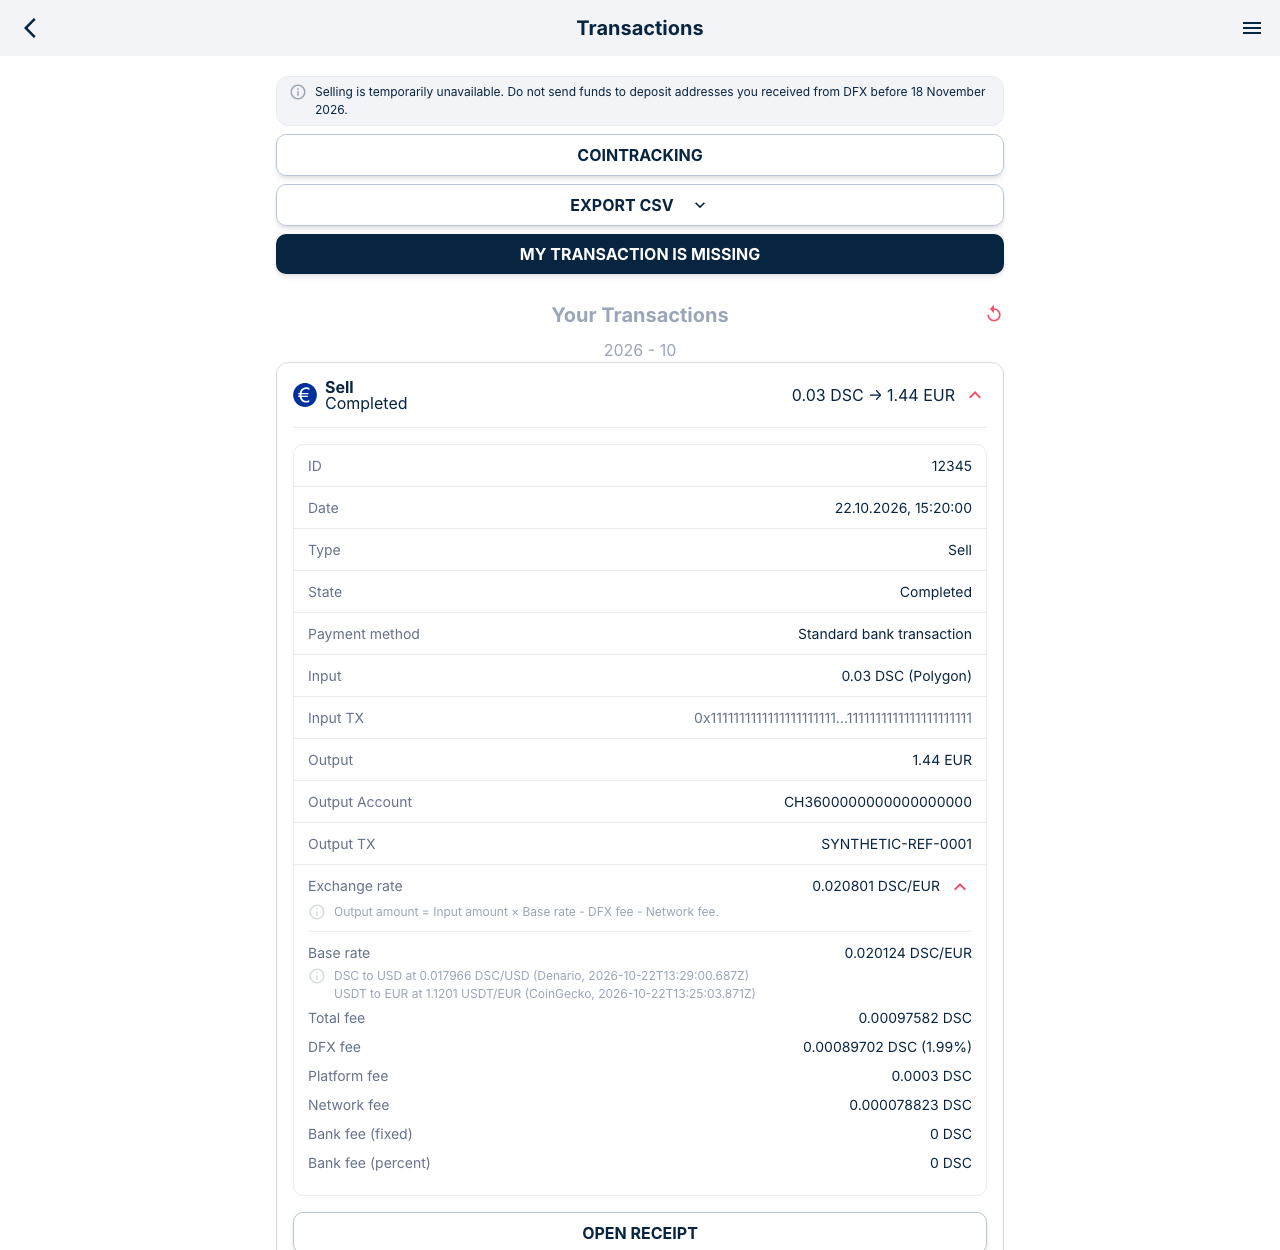 Transactions
Selling is temporarily unavailable. Do not send funds to deposit addresses you received from DFX before 18 November
2026.
COINTRACKING
EXPORT CSV
MY TRANSACTION IS MISSING
Your Transactions
2026 - 10
Sell
Completed
0.03 DSC → 1.44 EUR
ID 12345
Date 22.10.2026, 15:20:00
Type Sell
State Completed
Payment method Standard bank transaction
Input 0.03 DSC (Polygon)
Input TX 0x1111111111111111111111...1111111111111111111111
Output 1.44 EUR
Output Account CH3600000000000000000
Output TX SYNTHETIC-REF-0001
Exchange rate 0.020801 DSC/EUR
Output amount = Input amount × Base rate - DFX fee - Network fee.
Base rate 0.020124 DSC/EUR
DSC to USD at 0.017966 DSC/USD (Denario, 2026-10-22T13:29:00.687Z)
USDT to EUR at 1.1201 USDT/EUR (CoinGecko, 2026-10-22T13:25:03.871Z)
Total fee 0.00097582 DSC
DFX fee 0.00089702 DSC (1.99%)
Platform fee 0.0003 DSC
Network fee 0.000078823 DSC
Bank fee (fixed) 0 DSC
Bank fee (percent) 0 DSC
OPEN RECEIPT